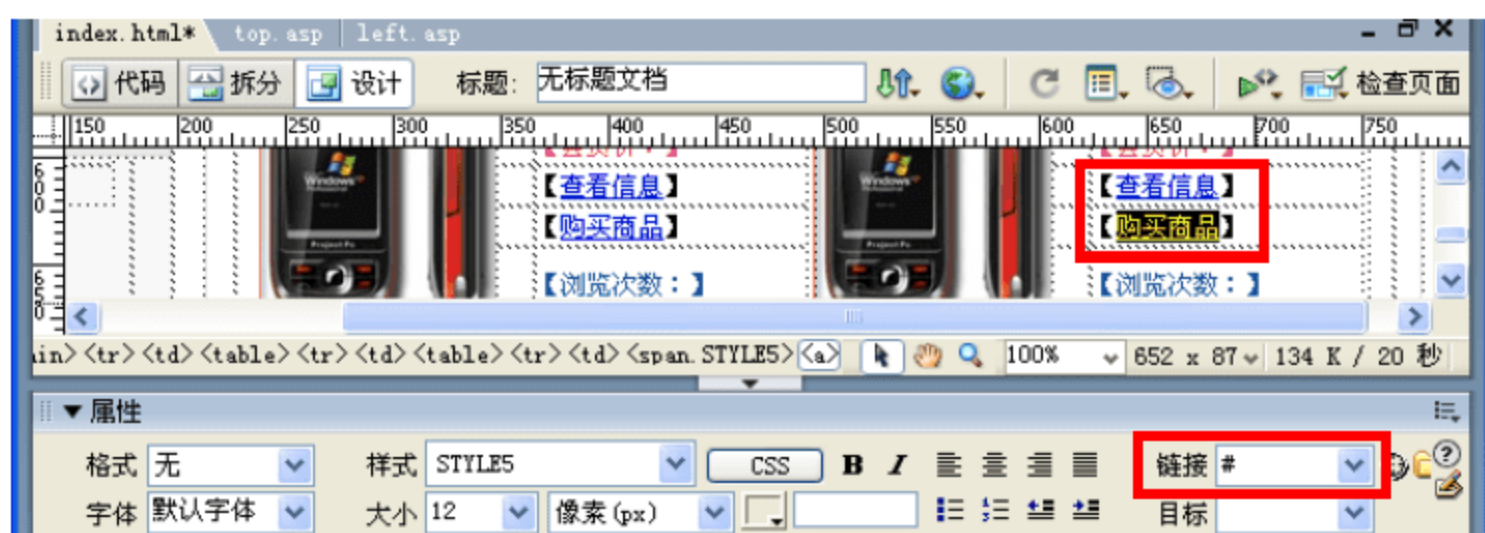 index.html* top.asp left.asp
代码 拆分 设计 标题: 无标题文档 检查页面
150 200 250 300 350 400 450 500 550 600 650 700 750
600
Windows
【查看信息】 【查看信息】
【购买商品】 【购买商品】
650
【浏览次数：】 【浏览次数：】
in> <tr> <td> <table> <tr> <td> <table> <tr> <td> <span.STYLE5> <a> 100% 652 x 87 134 K / 20 秒
▼ 属性
格式 无 样式 STYLE5 CSS B I 链接 #
字体 默认字体 大小 12 像素(px) 目标